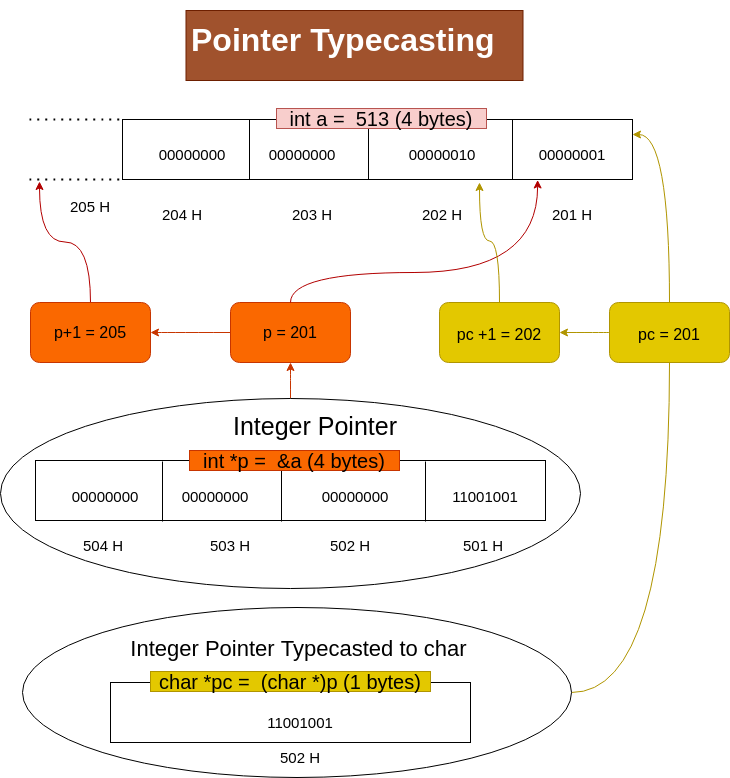 Pointer Typecasting
int a =  513 (4 bytes)
00000000 00000000 00000010 00000001
205 H 204 H 203 H 202 H 201 H
p+1 = 205 p = 201 pc +1 = 202 pc = 201
Integer Pointer
int *p =  &a (4 bytes)
00000000 00000000 00000000 11001001
504 H 503 H 502 H 501 H
Integer Pointer Typecasted to char
char *pc =  (char *)p (1 bytes)
11001001
502 H